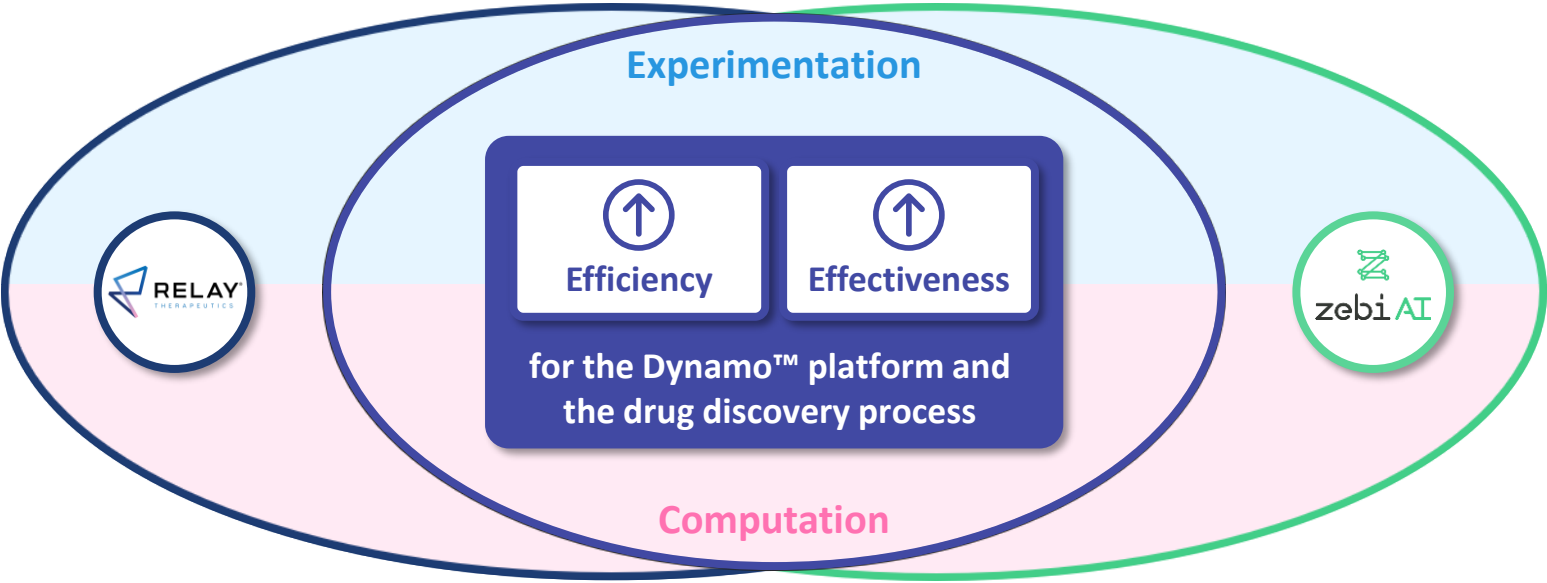 Experimentation
Efficiency
Effectiveness
RELAY®
THERAPEUTICS
zebi AI
for the Dynamo™ platform and
the drug discovery process
Computation